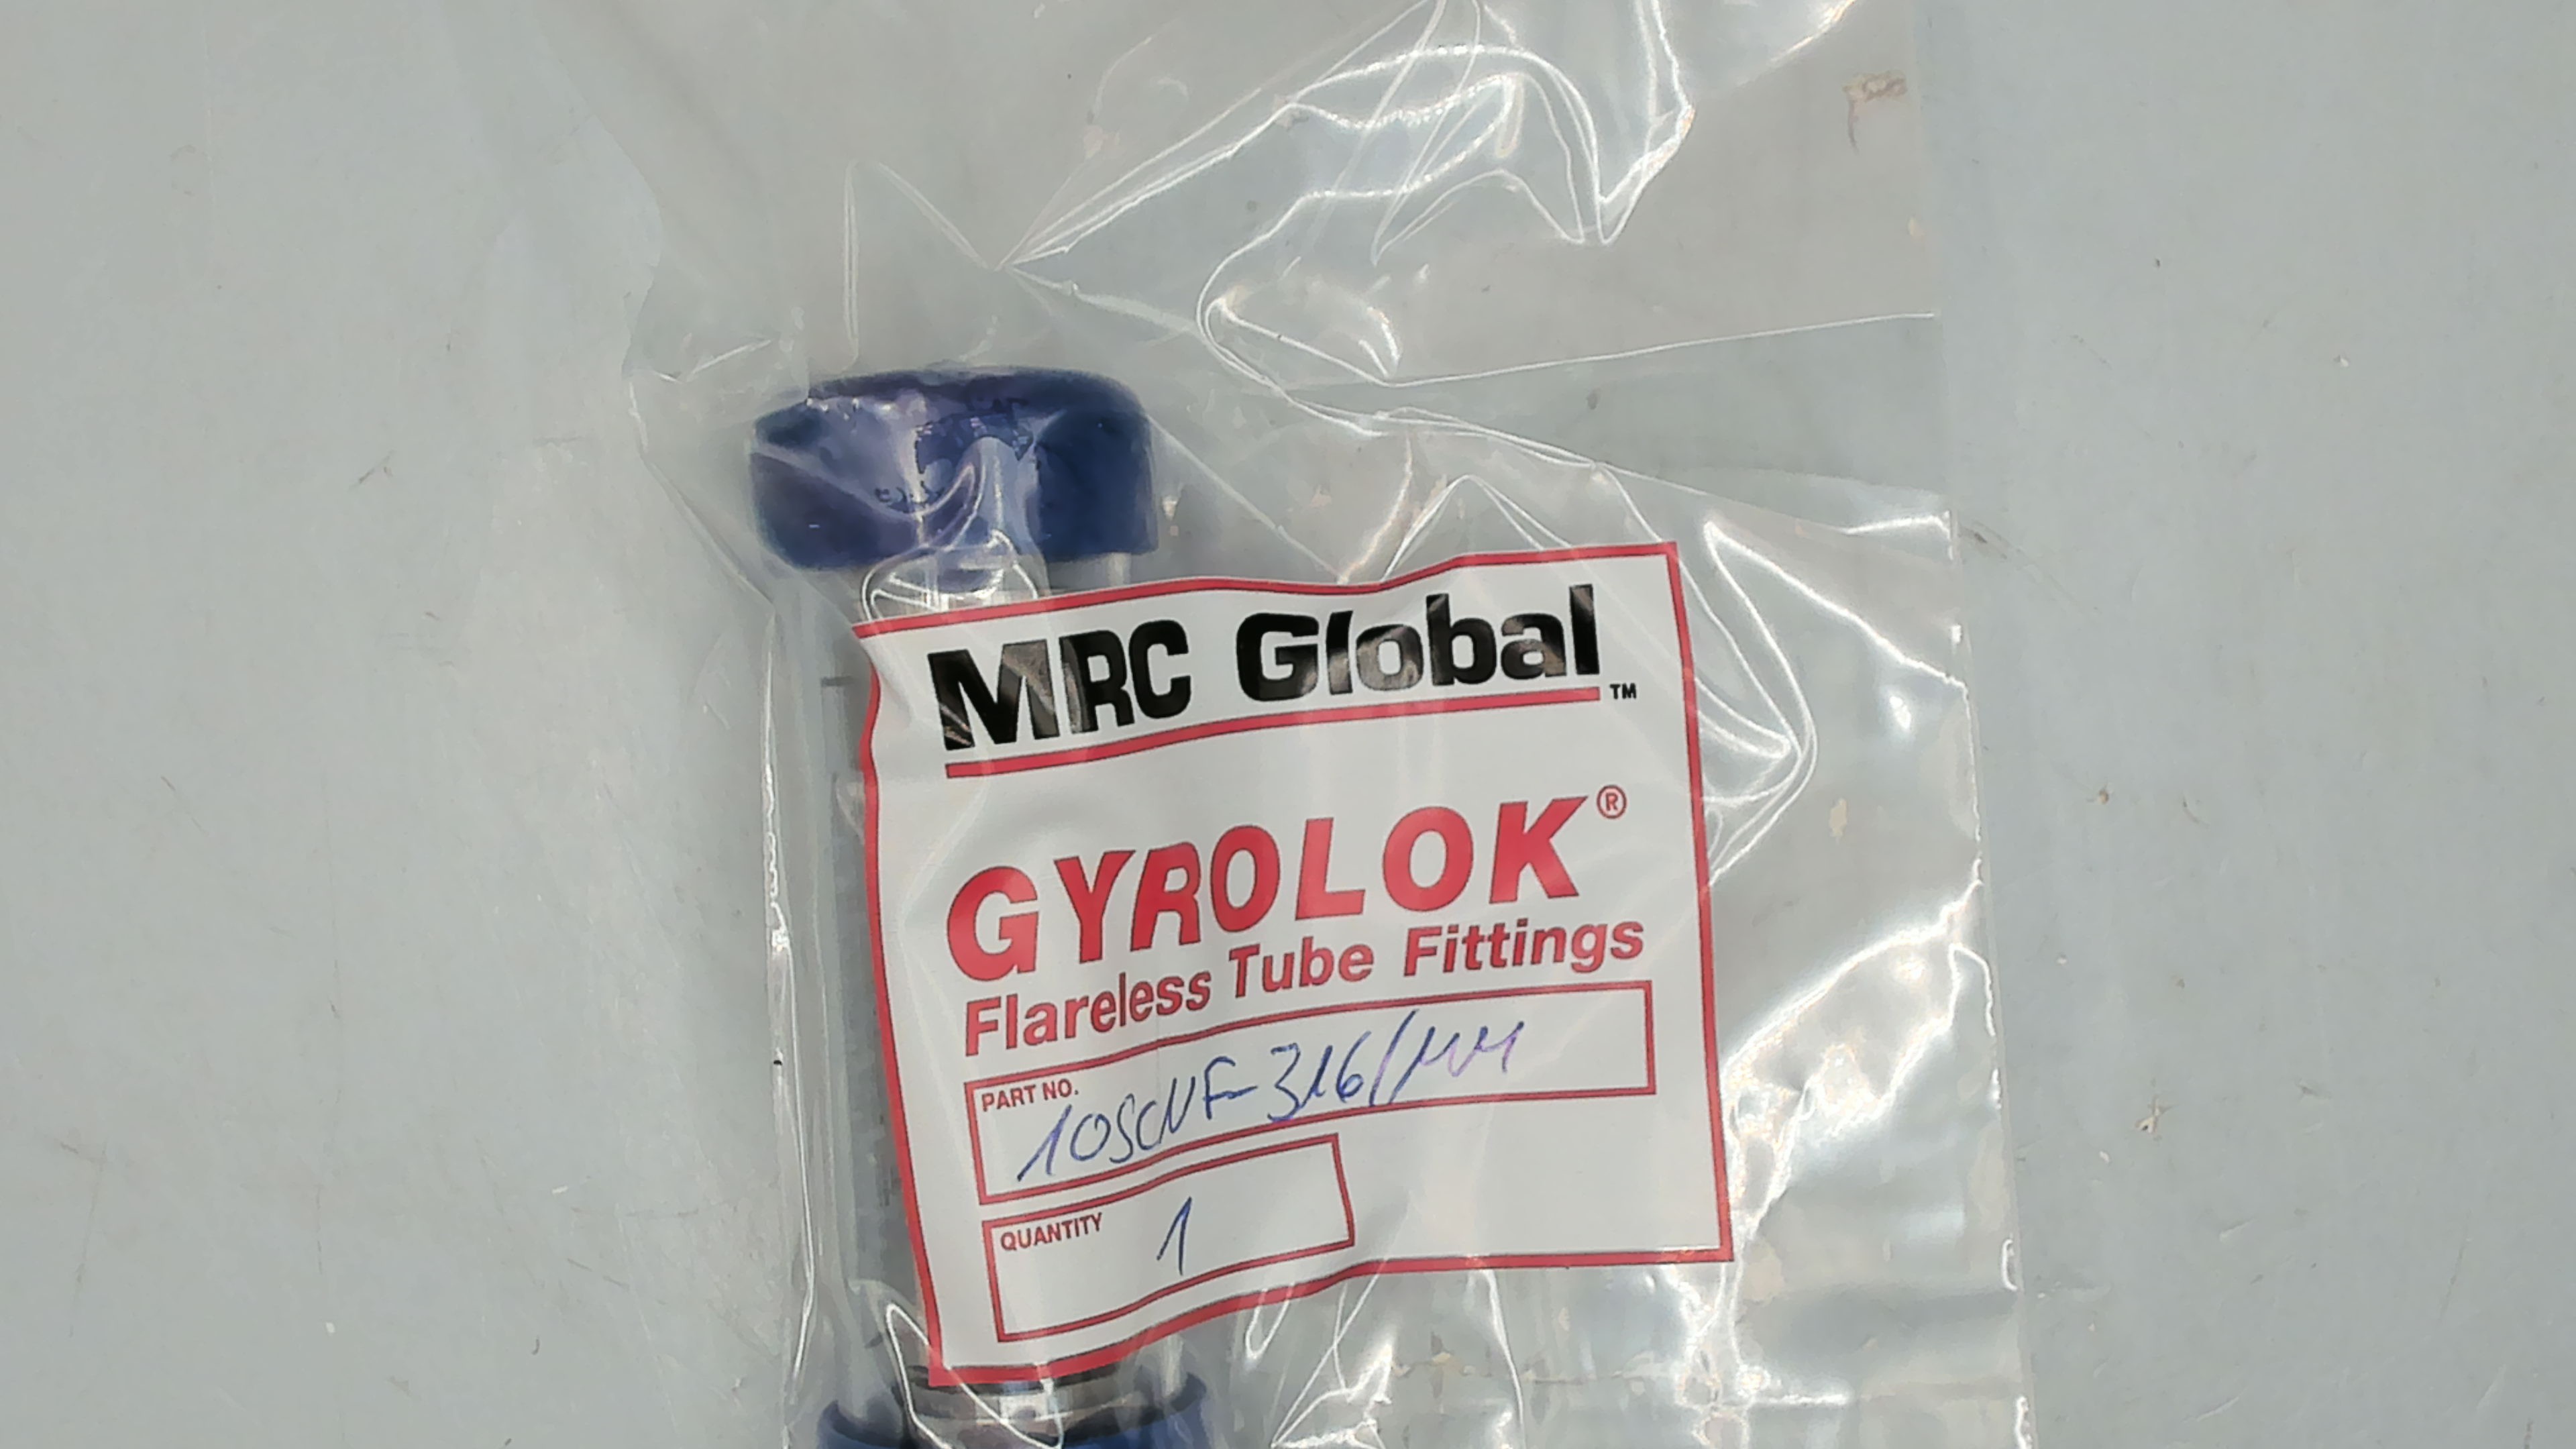 MRC Global™
GYROLOK®
Flareless Tube Fittings
PART NO.
10SCNF-316/
QUANTITY
1